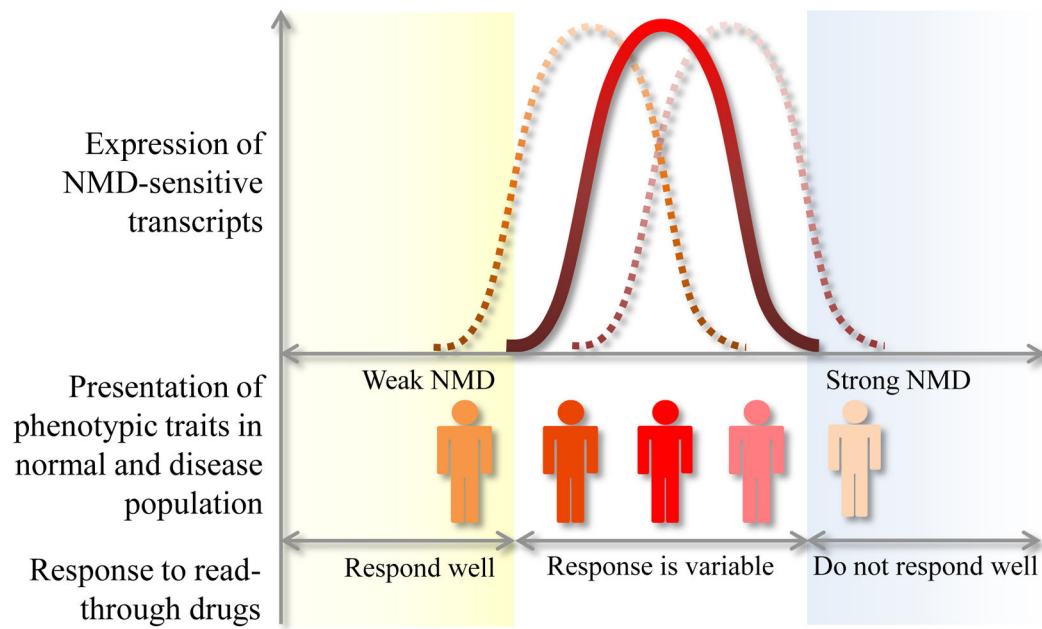 Expression of
NMD-sensitive
transcripts
Weak NMD
Strong NMD
Presentation of
phenotypic traits in
normal and disease
population
Respond well
Response is variable
Do not respond well
Response to read-
through drugs